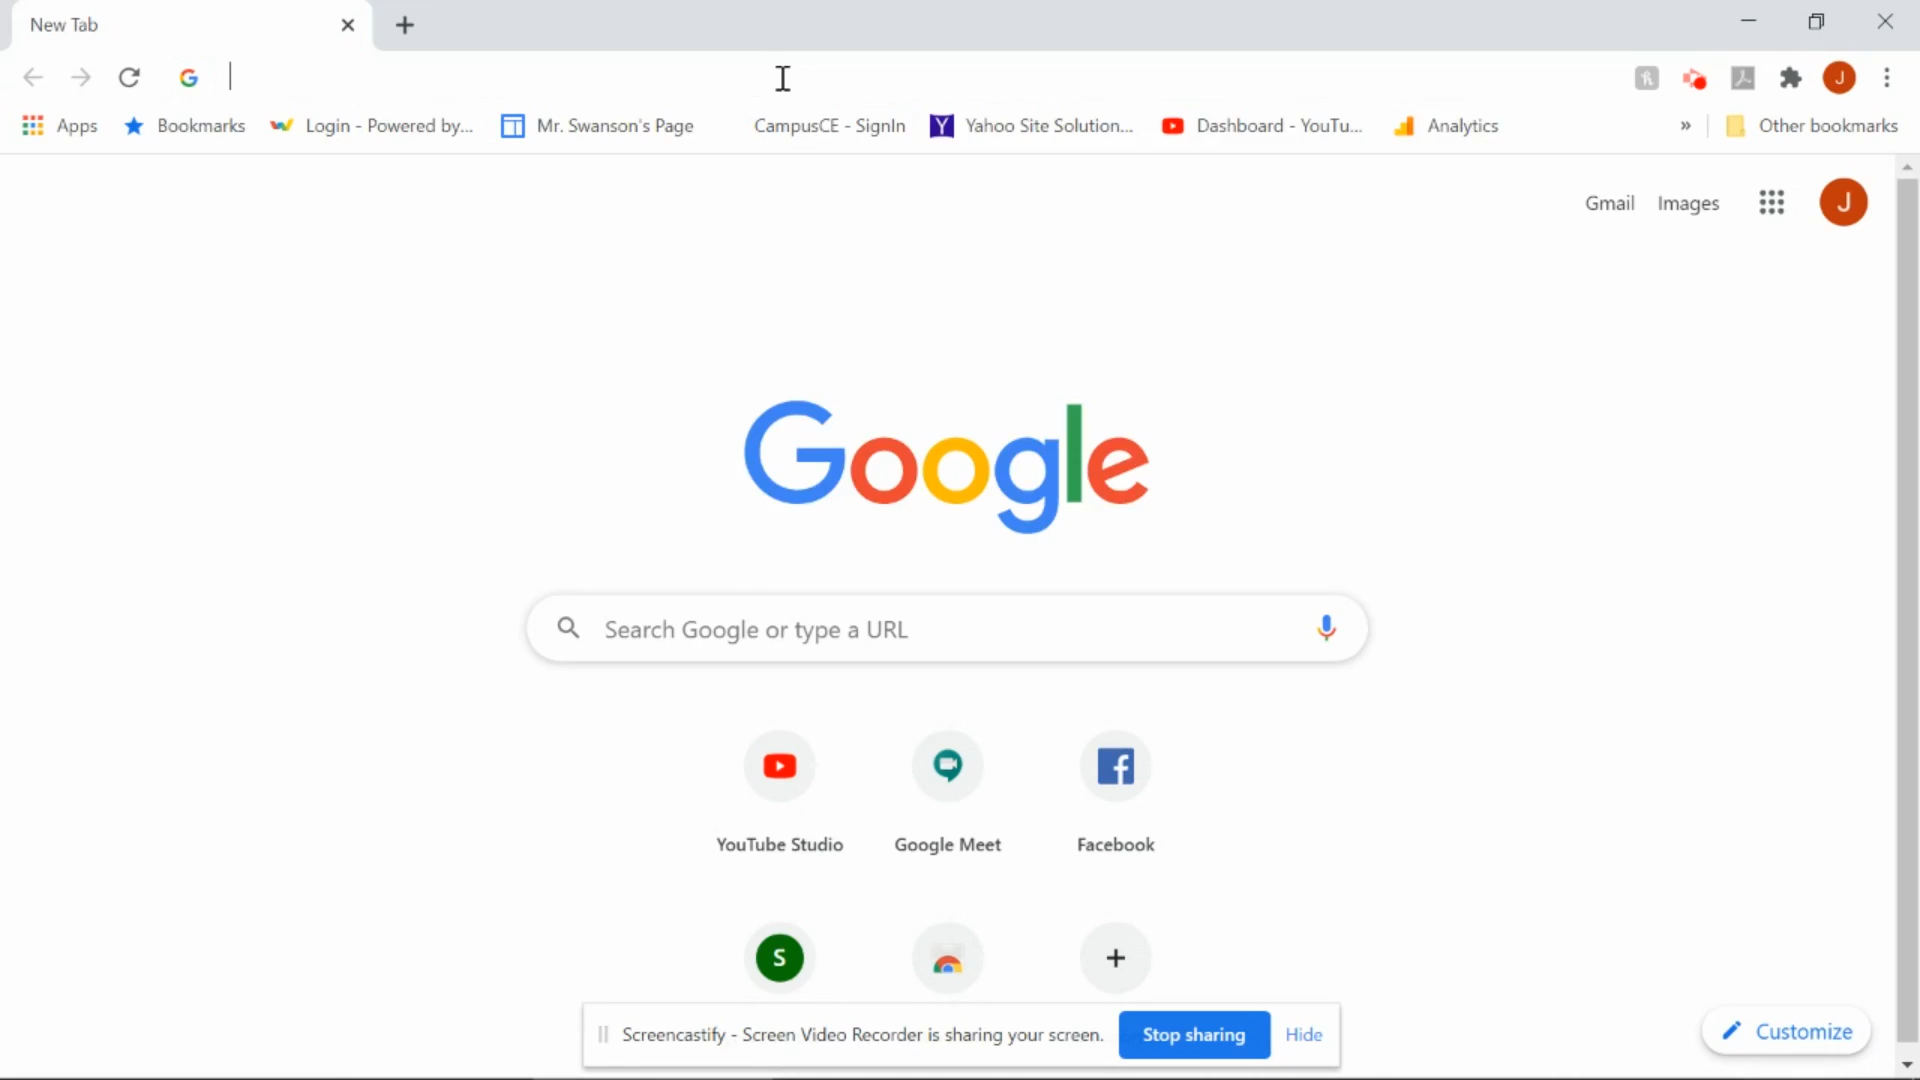 New Tab
Apps Bookmarks Login - Powered by... Mr. Swanson's Page CampusCE - SignIn Yahoo Site Solution... Dashboard - YouTu... Analytics » Other bookmarks
J
Gmail Images J
Google
Search Google or type a URL
YouTube Studio Google Meet Facebook
S
Screencastify - Screen Video Recorder is sharing your screen. Stop sharing Hide
Customize